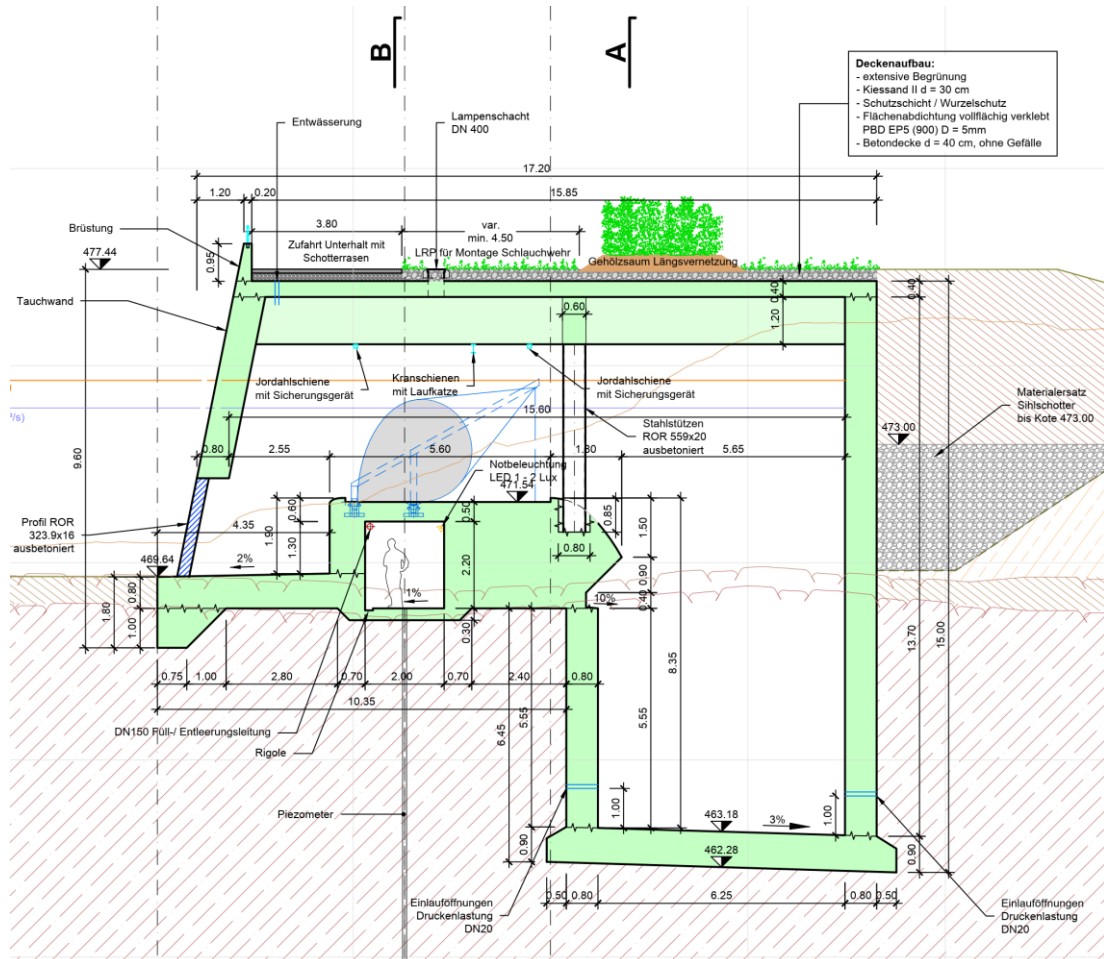 B
A
Deckenaufbau:
- extensive Begrünung
- Kiessand II d = 30 cm
- Schutzschicht / Wurzelschutz
- Flächenabdichtung vollflächig verklebt
PBD EP5 (900) D = 5mm
- Betondecke d = 40 cm, ohne Gefälle
Entwässerung
Lampenschacht
DN 400
17.20
1.20
0.20
15.85
Brüstung
3.80
var.
min. 4.50
Zufahrt Unterhalt mit
Schotterrasen
LRP für Montage Schlauchwehr
Gehölzsaum Längsvernetzung
477.44
0.95
Tauchwand
0.40
0.40
1.20
0.60
Jordahlschiene
mit Sicherungsgerät
Kranschienen
mit Laufkatze
Jordahlschiene
mit Sicherungsgerät
Materialersatz
Sihlschotter
bis Kote 473.00
³/s)
15.60
Stahlstützen
ROR 559x20
ausbetoniert
473.00
9.60
0.80
2.55
5.60
1.80
5.65
Notbeleuchtung
LED 1 - 2 Lux
471.54
Profil ROR
323.9x16
ausbetoniert
4.35
1.90
0.60
1.30
0.50
2.20
0.85
1.50
0.80
0.90
469.64
2%
1%
10%
0.40
1.80
0.80
1.00
0.30
8.35
13.70
15.00
0.75
1.00
2.80
0.70
2.00
0.70
2.40
0.80
10.35
5.55
6.45
5.55
DN150 Füll-/ Entleerungsleitung
Rigole
Piezometer
1.00
1.00
463.18
3%
462.28
0.90
0.90
0.50
0.80
6.25
0.80
0.50
Einlauföffnungen
Druckenlastung
DN20
Einlauföffnungen
Druckenlastung
DN20